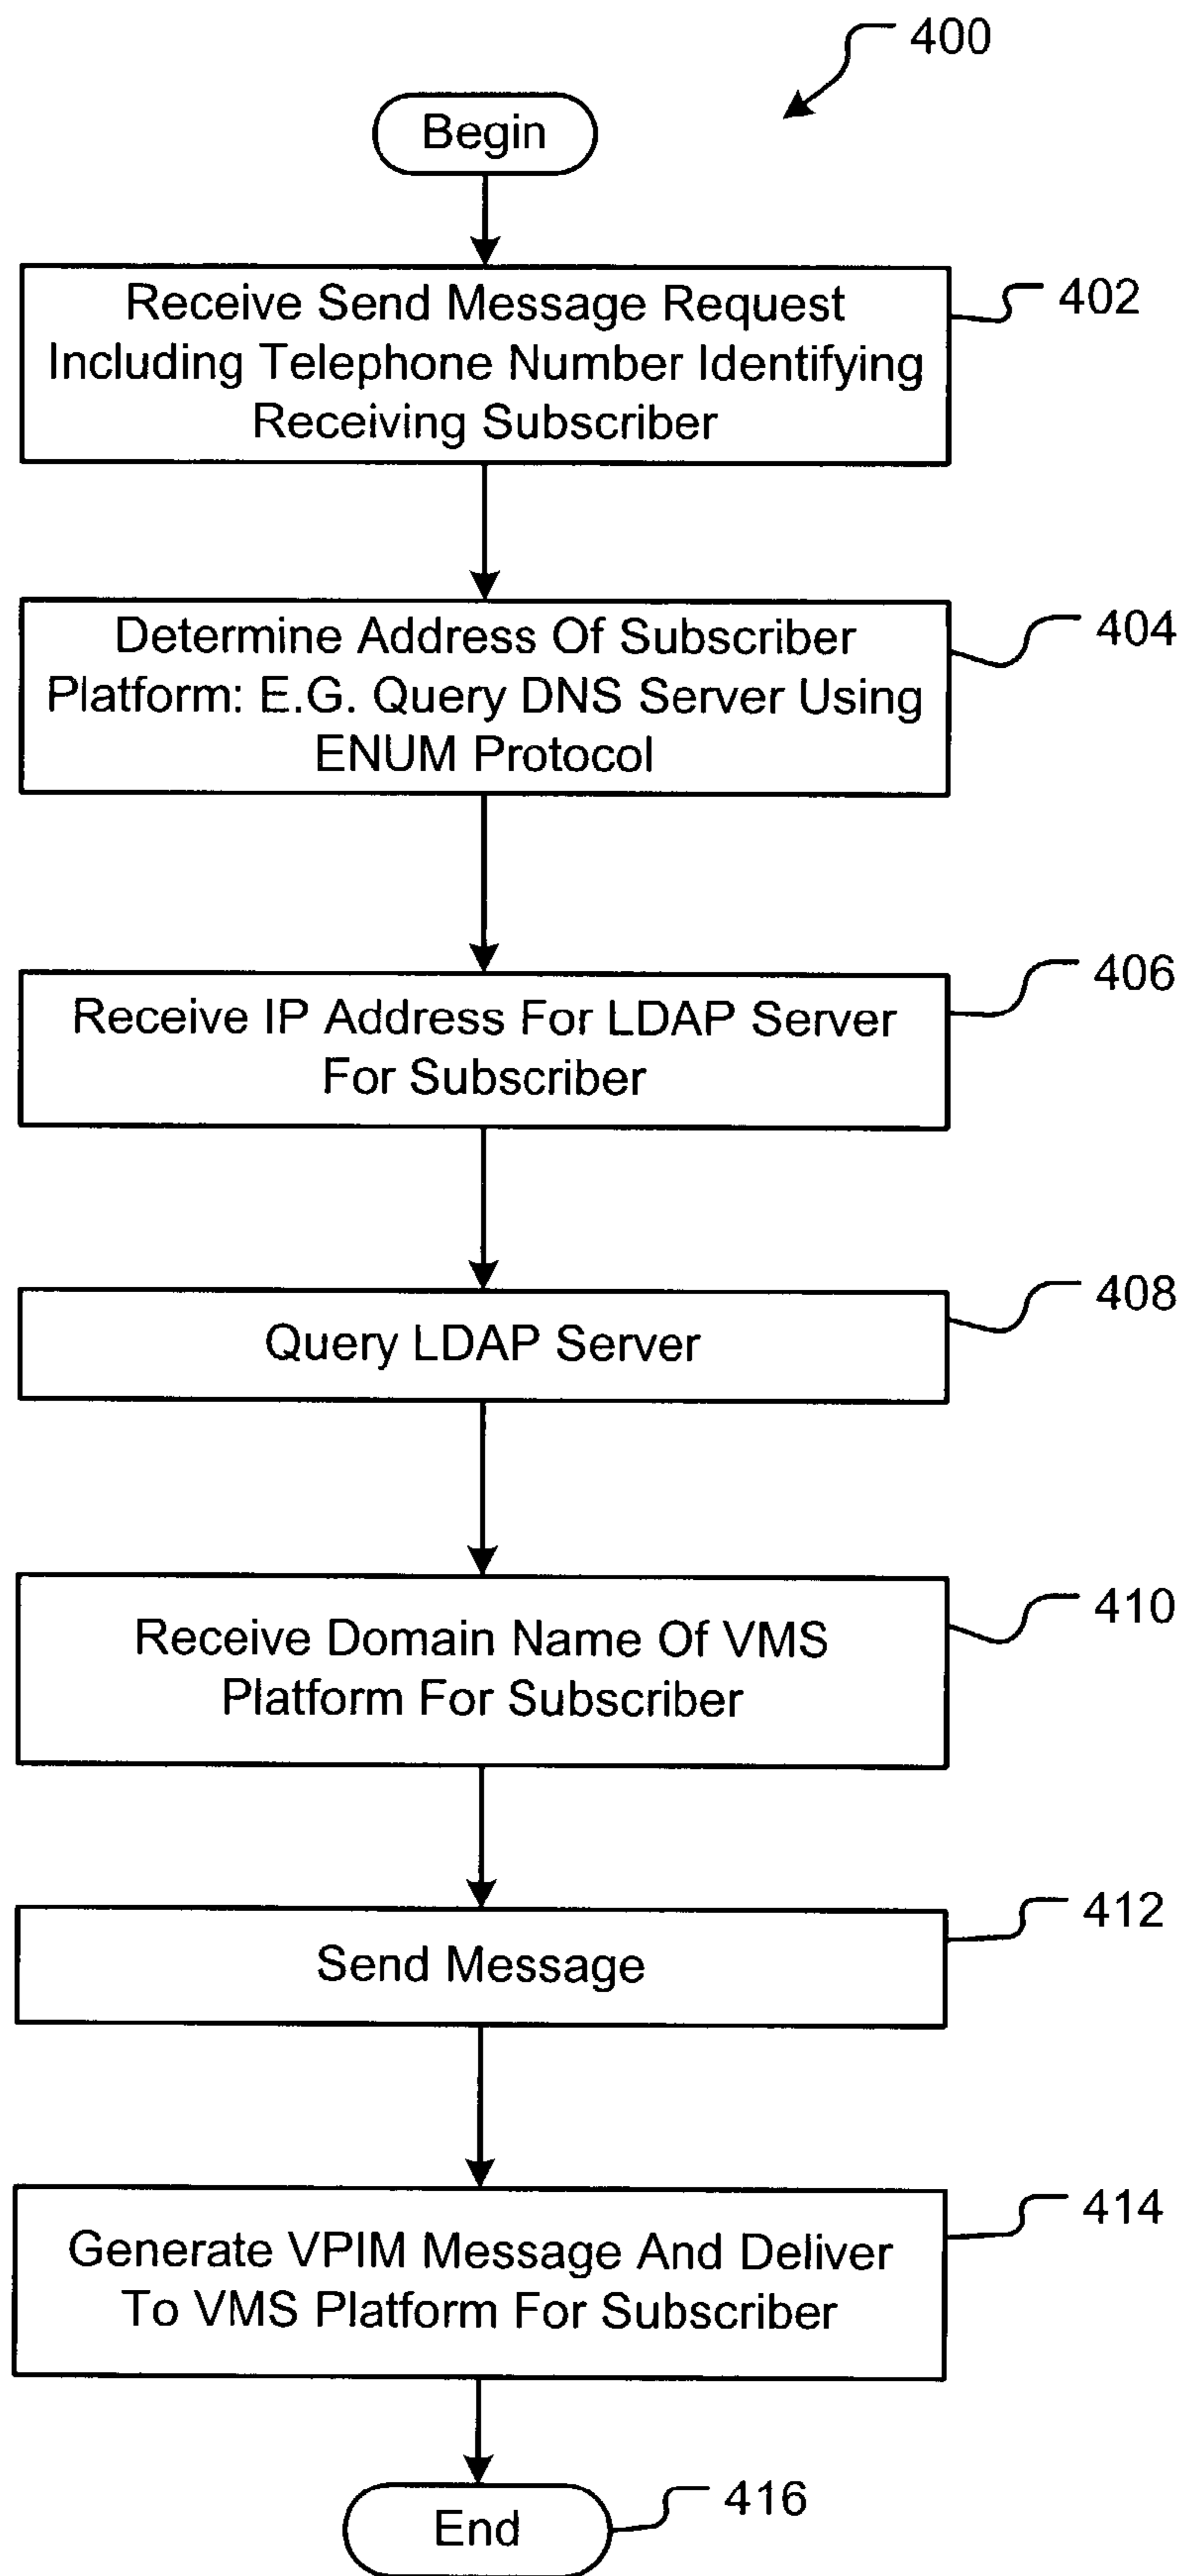 400
Begin
Receive Send Message Request
Including Telephone Number Identifying
Receiving Subscriber
402
Determine Address Of Subscriber
Platform: E.G. Query DNS Server Using
ENUM Protocol
404
Receive IP Address For LDAP Server
For Subscriber
406
Query LDAP Server
408
Receive Domain Name Of VMS
Platform For Subscriber
410
Send Message
412
Generate VPIM Message And Deliver
To VMS Platform For Subscriber
414
End
416